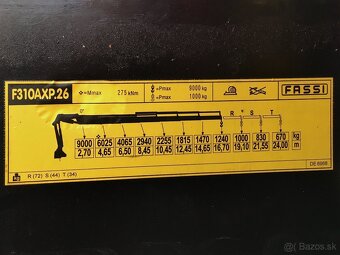 F310AXP.26
Mmax 275 kNm
Pmax 9000 kg
Pmax 1000 kg
FASSI
R S T
9000 6025 4065 2940 2255 1815 1470 1240 1000 830 670 kg
2,70 4,65 6,50 8,45 10,45 12,45 14,65 16,70 19,10 21,55 24,00 m
R (72) S (44) T (34)
DE6868
© Bazos.sk